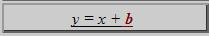 y = x + b